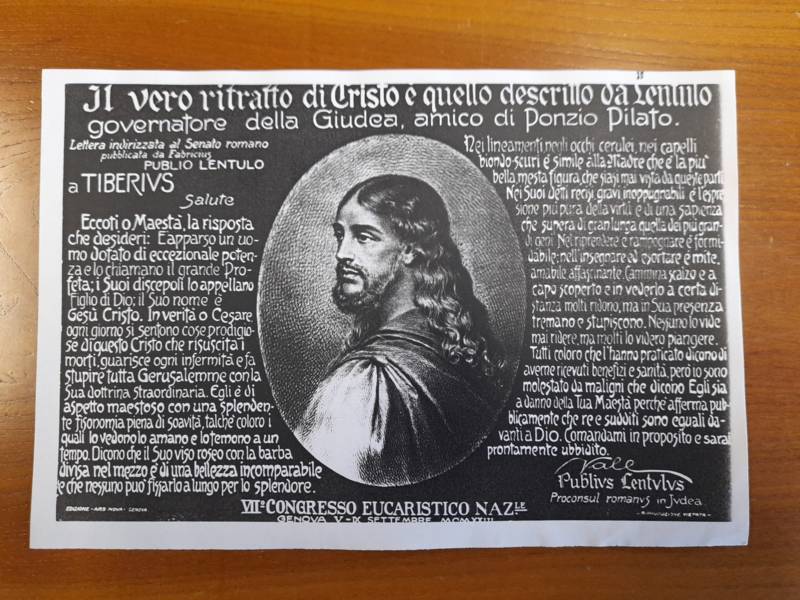 Il vero ritratto di Cristo è quello descritto da Lentulo
governatore della Giudea, amico di Ponzio Pilato.
Lettera indirizzata al Senato romano
pubblicata da Fabricius
PUBLIO LENTULO
a TIBERIVS
Salute
Eccoti o Maestà, la risposta
che desideri: E apparso un uo-
mo dotato di eccezionale poten-
za e lo chiamano il grande Pro-
feta; i Suoi discepoli lo appellano
Figlio di Dio; il Suo nome è
Gesù Cristo. In verità o Cesare
ogni giorno si sentono cose prodigio-
se di questo Cristo che risuscita i
morti, guarisce ogni infermità e fa
stupire tutta Gerusalemme con la
Sua dottrina straordinaria. Egli è di
aspetto maestoso con una splenden-
te fisonomia piena di soavità, talchè coloro i
quali lo vedono lo amano e lo temono a un
tempo. Dicono che il Suo viso roseo con la barba
divisa nel mezzo è di una bellezza incomparabile
e che nessuno può fissarlo a lungo per lo splendore.
Nei lineamenti negli occhi cerulei, nei capelli
biondo-scuri è simile alla Madre che è la più
bella mesta figura, che siasi mai vista da queste parti
Nei Suoi detti recisi, gravi inoppugnabili è l'espre
sione più pura della virtù e di una sapienza
che supera di gran lunga quella dei più gran-
di geni. Nel riprendere e rampognare è formi-
dabile; nell'insegnare ed esortare è mite,
amabile affascinante. Cammina scalzo e a
capo scoperto e in vederlo a certa di-
stanza molti ridono, ma in Sua presenza
tremano e stupiscono. Nessuno lo vide
mai ridere, ma molti lo videro piangere.
Tutti coloro che l'hanno praticato dicono di
averne ricevuti benefizi e sanità, però io sono
molestato da maligni che dicono Egli sia
a danno della Tua Maestà perchè afferma pub-
blicamente che re e sudditi sono eguali da-
vanti a Dio. Comandami in proposito e sarai
prontamente ubbidito.
Vale
Publivs Lentvlvs
Proconsul romanvs in Jvdea.
EDIZIONE - ARS NOVA - GENOVA
VII° CONGRESSO EUCARISTICO NAZ.LE
GENOVA V-IX SETTEMBRE MCMXXIII